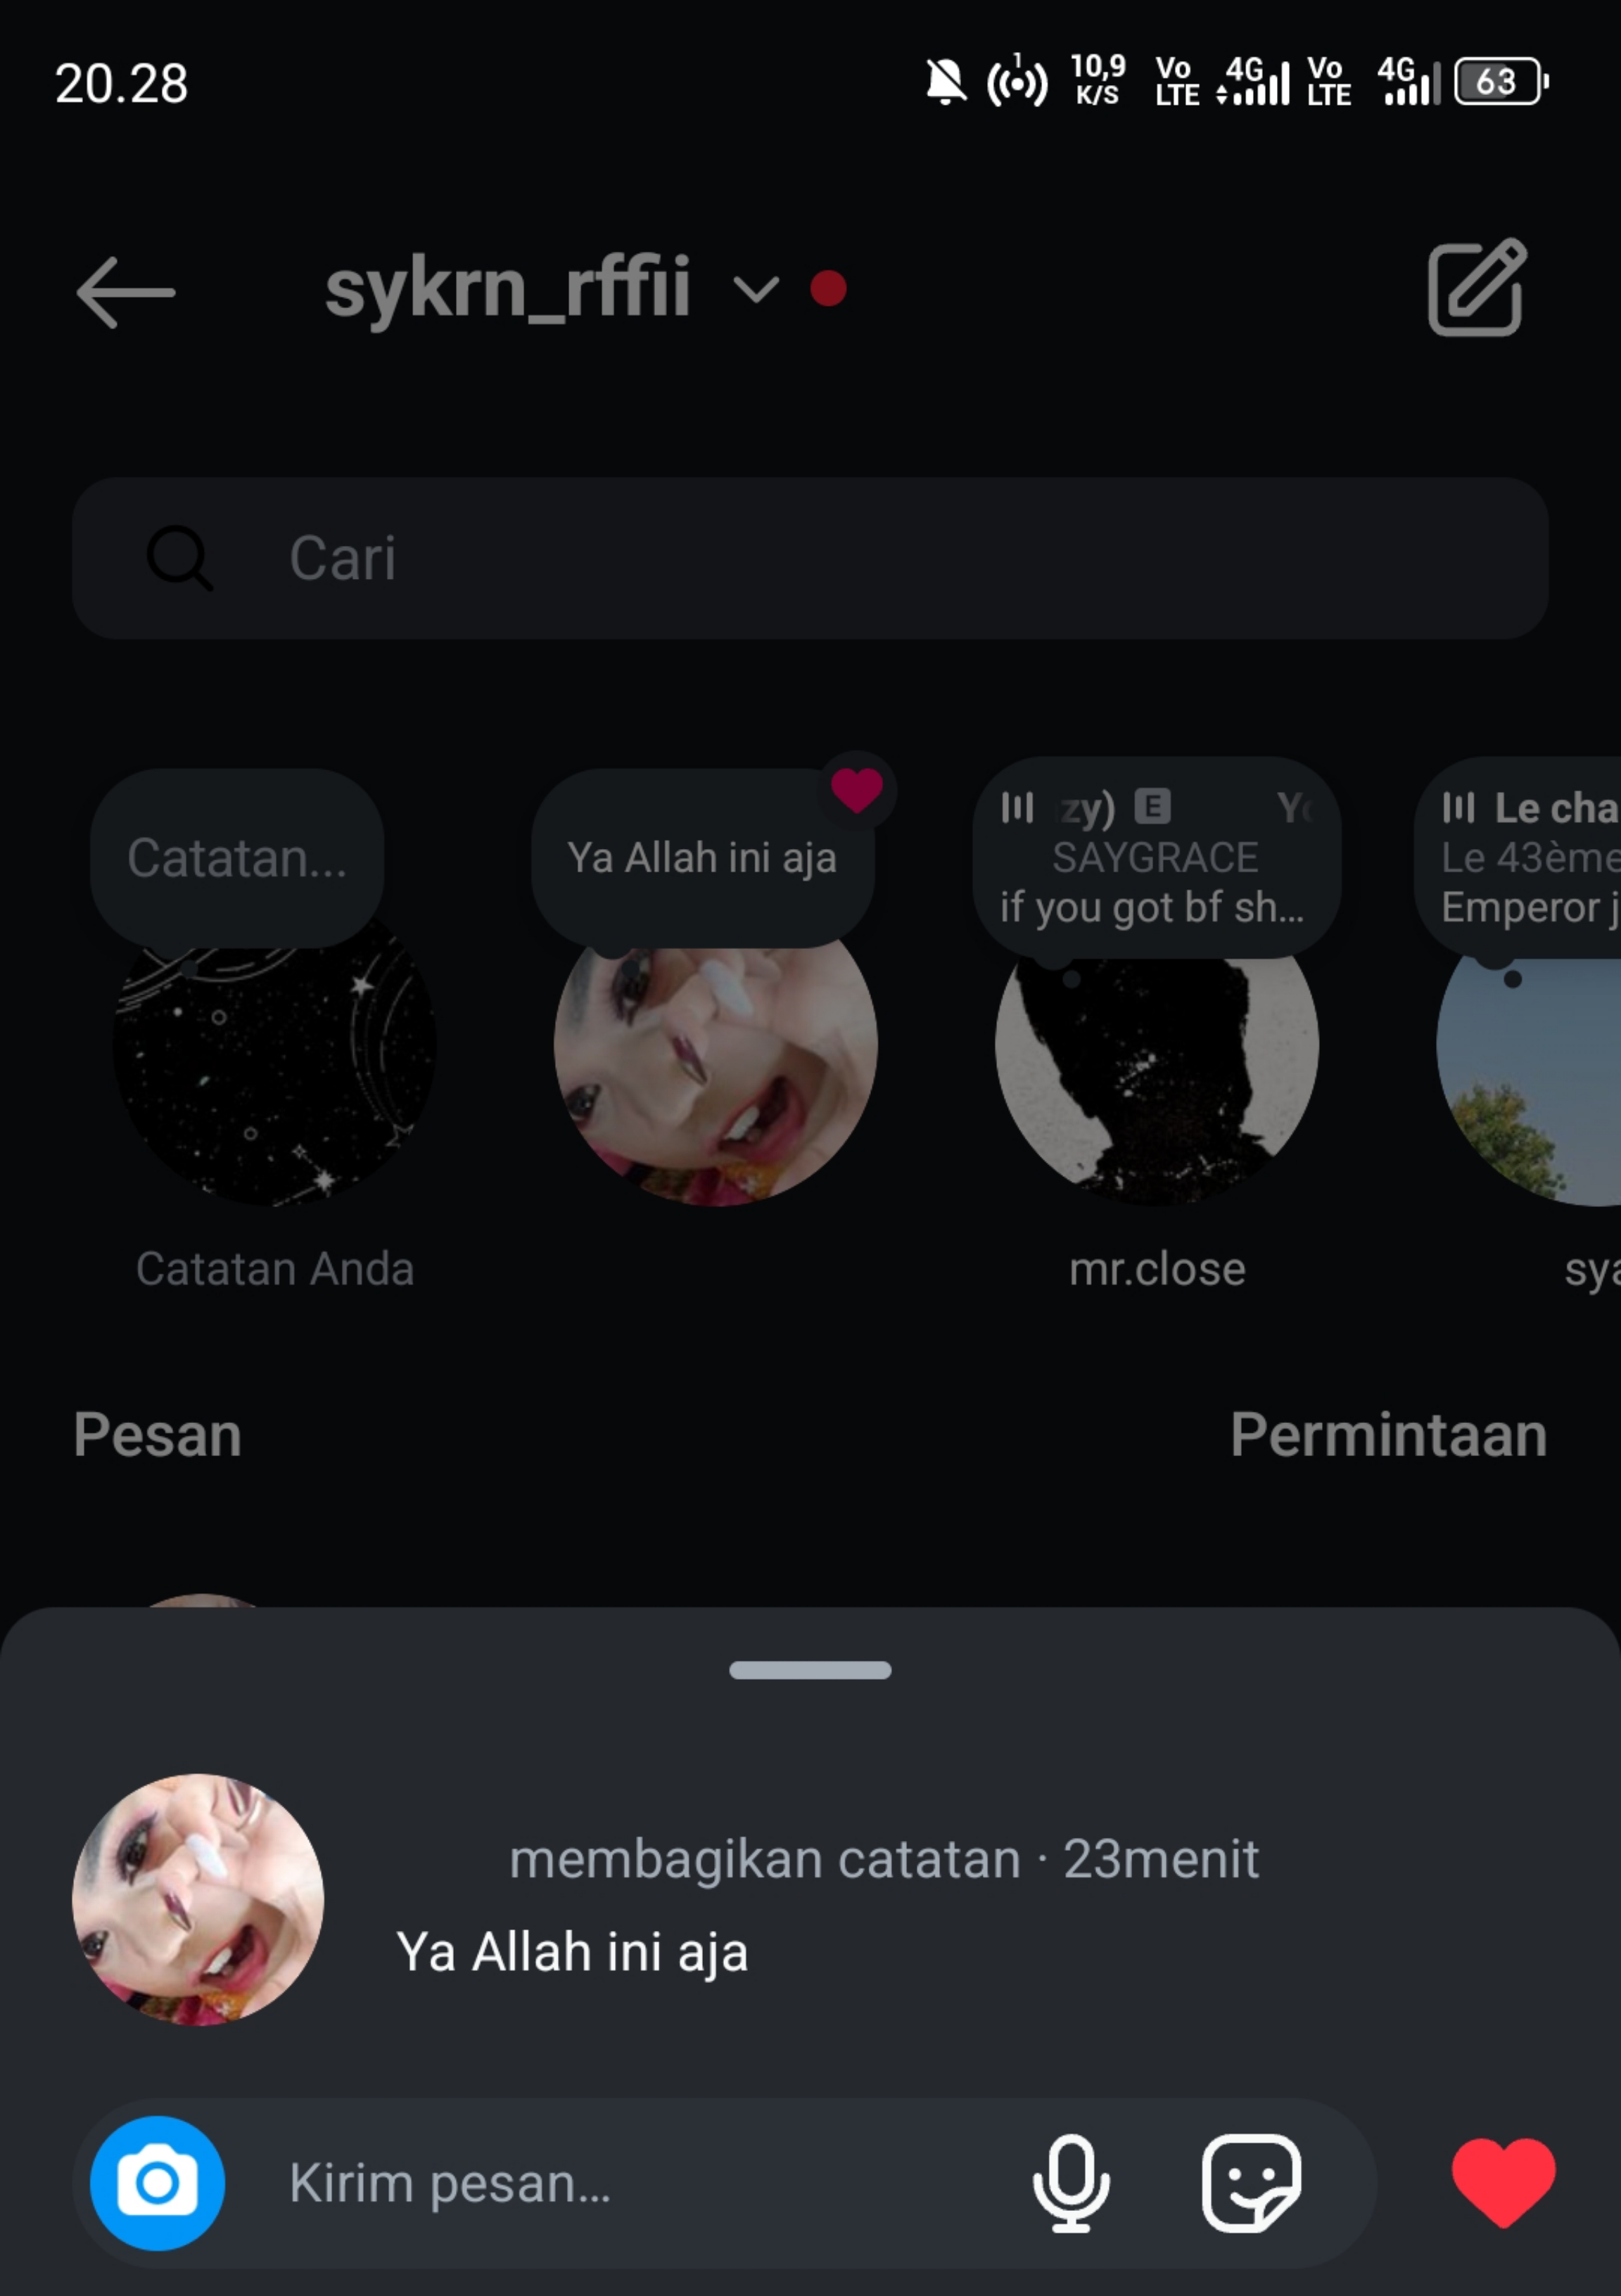 20.28
1
10,9
K/S
Vo
LTE
4G
Vo
LTE
4G
63
sykrn_rffii
Cari
Catatan...
Ya Allah ini aja
zy) E
SAYGRACE
if you got bf sh...
Le cha
Le 43ème
Emperor j
Catatan Anda
mr.close
sya
Pesan
Permintaan
membagikan catatan · 23menit
Ya Allah ini aja
Kirim pesan...